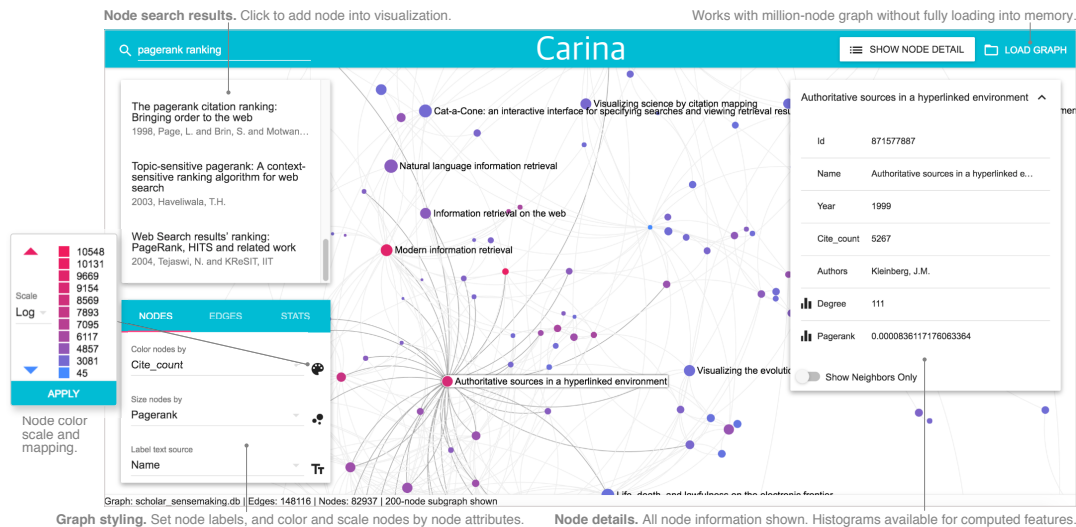 Node search results. Click to add node into visualization.
Works with million-node graph without fully loading into memory.
pagerank ranking
Carina
SHOW NODE DETAIL
LOAD GRAPH
The pagerank citation ranking:
Bringing order to the web
1998, Page, L. and Brin, S. and Motwan...
Topic-sensitive pagerank: A context-
sensitive ranking algorithm for web
search
2003, Haveliwala, T.H.
Web Search results' ranking:
PageRank, HITS and related work
2004, Tejaswi, N. and KReSIT, IIT
Visualizing science by citation mapping
Cat-a-Cone: an interactive interface for specifying searches and viewing retrieval resu
Natural language information retrieval
Information retrieval on the web
Modern information retrieval
Authoritative sources in a hyperlinked environment
Visualizing the evolutio
Life, death, and lawfulness on the electronic frontier
Authoritative sources in a hyperlinked environment
Id 871577887
Name Authoritative sources in a hyperlinked e...
Year 1999
Cite_count 5267
Authors Kleinberg, J.M.
Degree 111
Pagerank 0.0000836117176063364
Show Neighbors Only
10548
10131
9669
9154
8569
7893
7095
6117
4857
3081
45
Scale
Log
APPLY
Node color
scale and
mapping.
NODES EDGES STATS
Color nodes by
Cite_count
Size nodes by
Pagerank
Label text source
Name
Graph: scholar_sensemaking.db | Edges: 148116 | Nodes: 82937 | 200-node subgraph shown
Graph styling. Set node labels, and color and scale nodes by node attributes.
Node details. All node information shown. Histograms available for computed features.